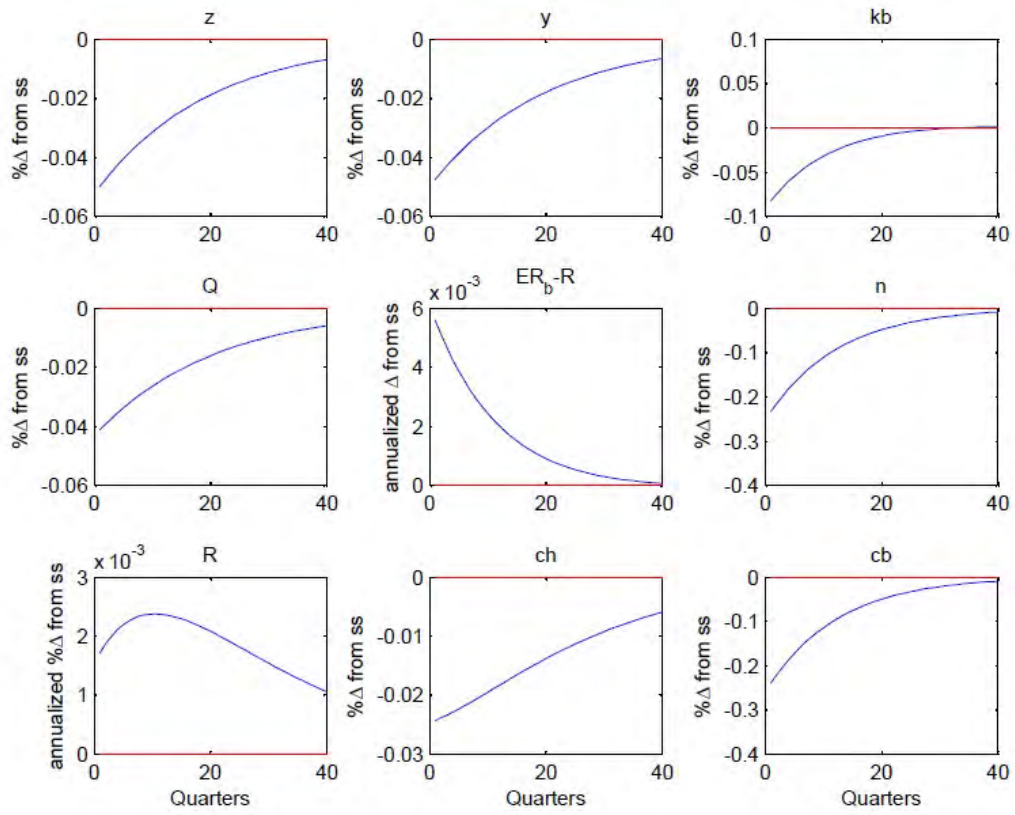 z
0
-0.02
-0.04
-0.06
%Δ from ss
0 20 40
y
0
-0.02
-0.04
-0.06
%Δ from ss
0 20 40
kb
0.1
0.05
0
-0.05
-0.1
%Δ from ss
0 20 40
Q
0
-0.02
-0.04
-0.06
%Δ from ss
0 20 40
x 10⁻³ ER_b-R
6
4
2
0
annualized Δ from ss
0 20 40
n
0
-0.1
-0.2
-0.3
-0.4
%Δ from ss
0 20 40
x 10⁻³ R
3
2
1
0
annualized %Δ from ss
0 20 40
Quarters
ch
0
-0.01
-0.02
-0.03
%Δ from ss
0 20 40
Quarters
cb
0
-0.1
-0.2
-0.3
-0.4
%Δ from ss
0 20 40
Quarters